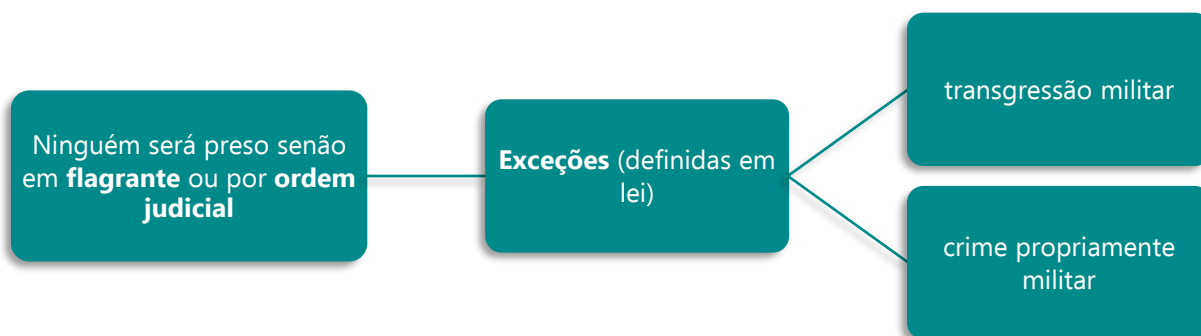 Ninguém será preso senão
em flagrante ou por ordem
judicial
Exceções (definidas em
lei)
transgressão militar
crime propriamente
militar